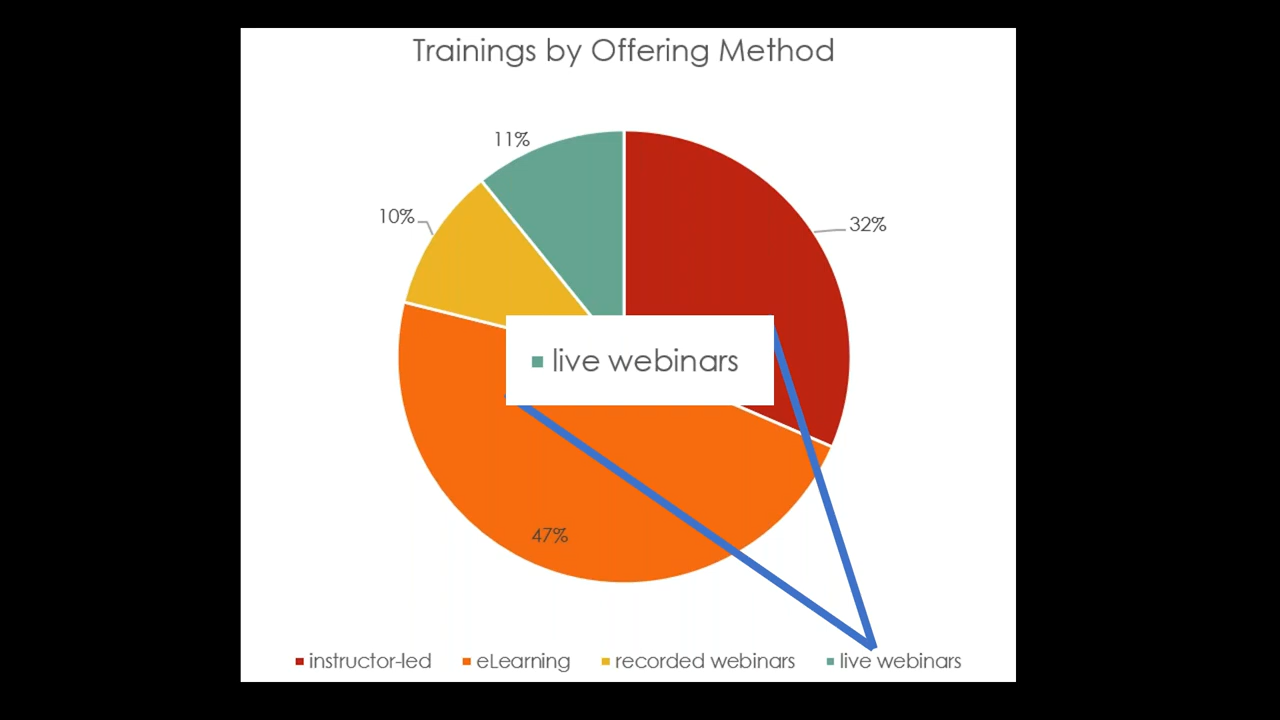 Trainings by Offering Method
11%
10%
32%
live webinars
47%
instructor-led eLearning recorded webinars live webinars